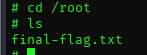 # cd /root
# ls
final-flag.txt
#